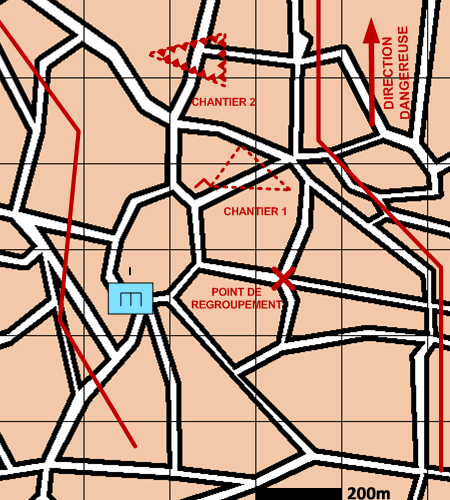 DIRECTION
DANGEREUSE
CHANTIER 2
CHANTIER 1
POINT DE
REGROUPEMENT
200m